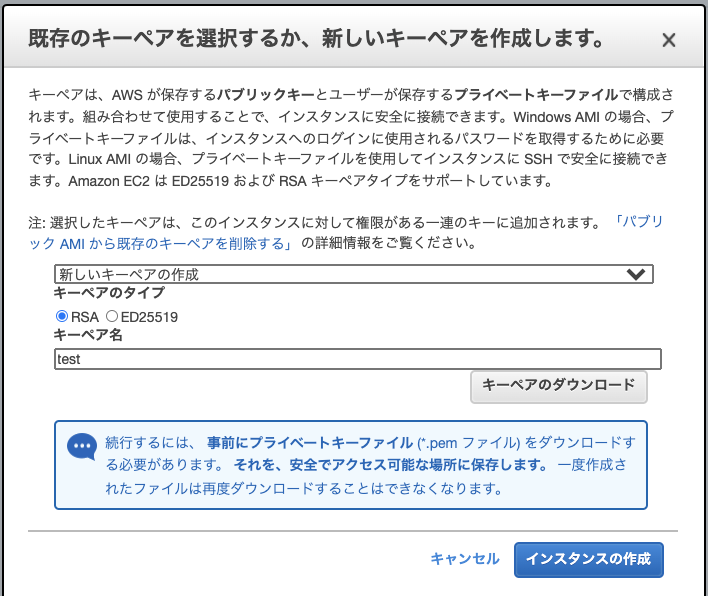 既存のキーペアを選択するか、新しいキーペアを作成します。
キーペアは、AWS が保存するパブリックキーとユーザーが保存するプライベートキーファイルで構成さ
れます。組み合わせて使用することで、インスタンスに安全に接続できます。Windows AMI の場合、プ
ライベートキーファイルは、インスタンスへのログインに使用されるパスワードを取得するために必要
です。Linux AMI の場合、プライベートキーファイルを使用してインスタンスに SSH で安全に接続でき
ます。Amazon EC2 は ED25519 および RSA キーペアタイプをサポートしています。
注: 選択したキーペアは、このインスタンスに対して権限がある一連のキーに追加されます。「パブリ
ック AMI から既存のキーペアを削除する」 の詳細情報をご覧ください。
新しいキーペアの作成
キーペアのタイプ
RSA ED25519
キーペア名
test
キーペアのダウンロード
続行するには、 事前にプライベートキーファイル (*.pem ファイル) をダウンロードす
る必要があります。 それを、安全でアクセス可能な場所に保存します。 一度作成さ
れたファイルは再度ダウンロードすることはできなくなります。
キャンセル インスタンスの作成